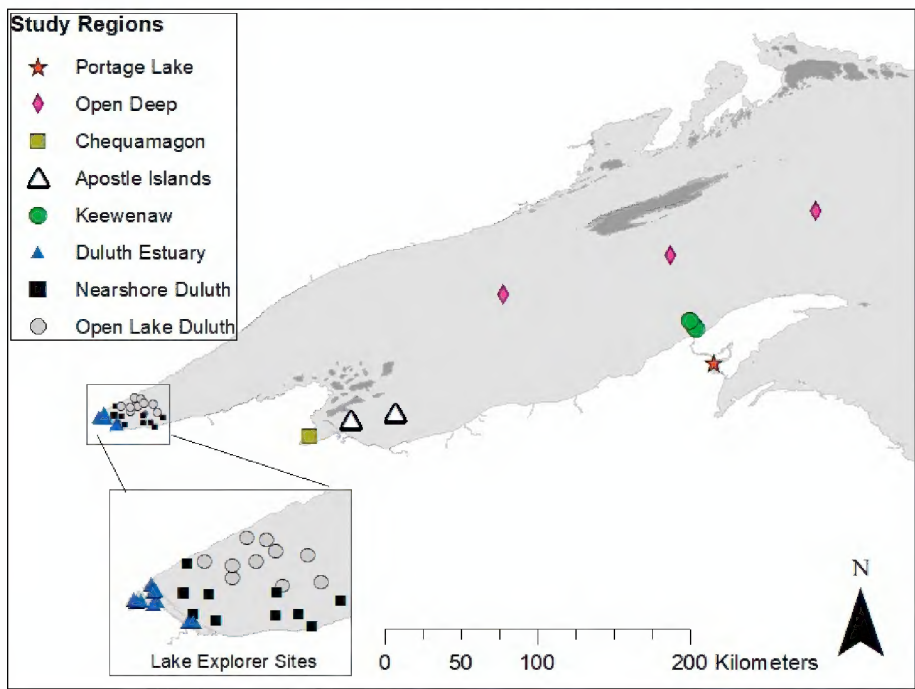 Study Regions
Portage Lake
Open Deep
Chequamagon
Apostle Islands
Keewenaw
Duluth Estuary
Nearshore Duluth
Open Lake Duluth
Lake Explorer Sites
N
0 50 100 200 Kilometers